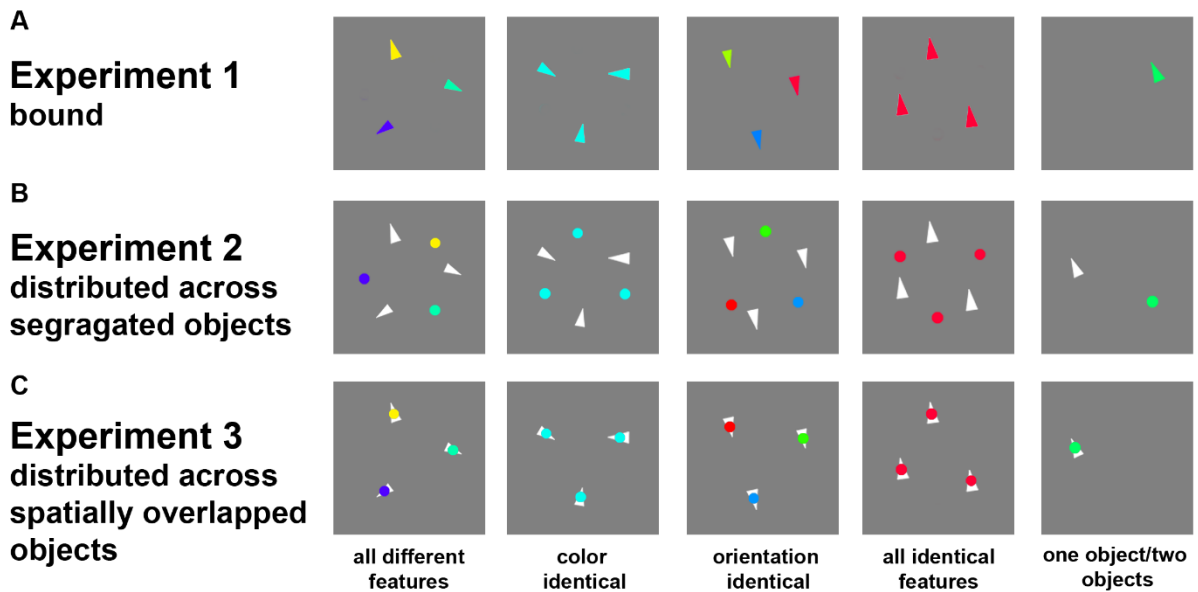 A
Experiment 1
bound
B
Experiment 2
distributed across
segragated objects
C
Experiment 3
distributed across
spatially overlapped
objects
all different
features
color
identical
orientation
identical
all identical
features
one object/two
objects